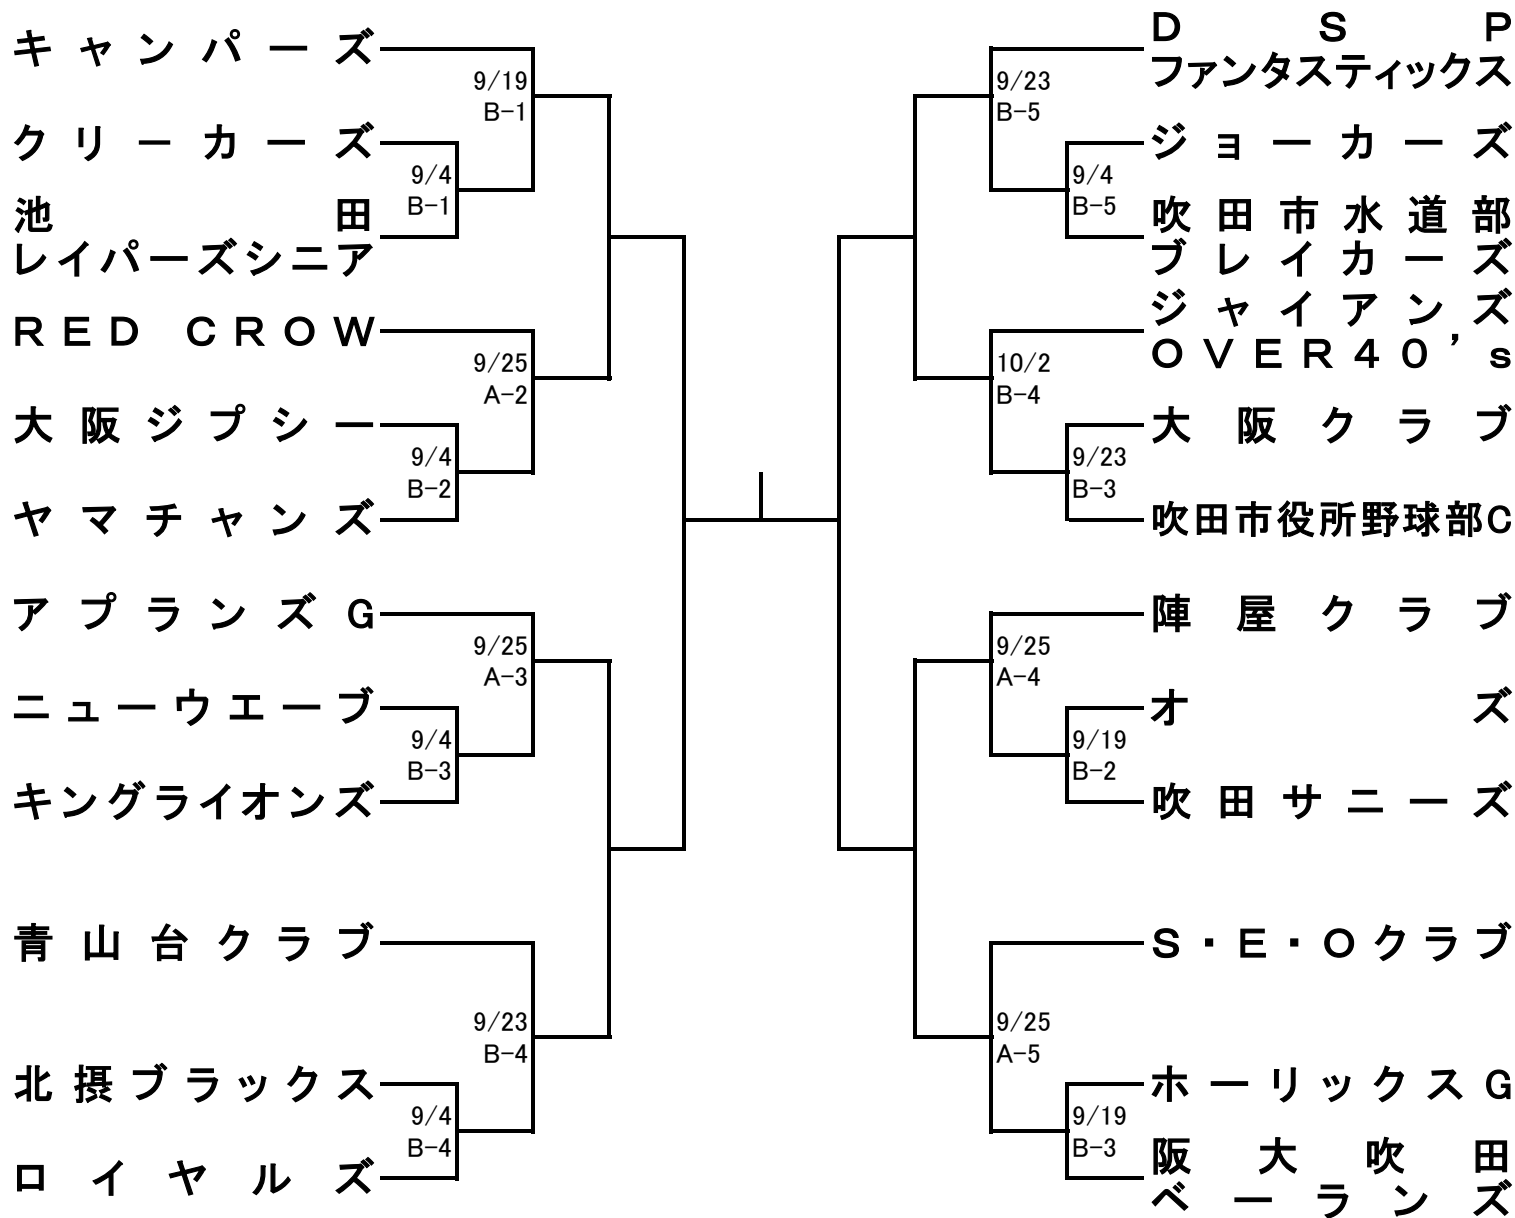 キャンパーズ
9/19
B-1
クリーカーズ
9/4
B-1
池田
レイパーズシニア
RED CROW
9/25
A-2
大阪ジプシー
9/4
B-2
ヤマチャンズ
アプランズG
9/25
A-3
ニューウエーブ
9/4
B-3
キングライオンズ
青山台クラブ
9/23
B-4
北摂ブラックス
9/4
B-4
ロイヤルズ
DSP
ファンタスティックス
9/23
B-5
ジョーカーズ
9/4
B-5
吹田市水道部
ブレイカーズ
ジャイアンズ
OVER40's
10/2
B-4
大阪クラブ
9/23
B-3
吹田市役所野球部C
陣屋クラブ
9/25
A-4
オズ
9/19
B-2
吹田サニーズ
S・E・Oクラブ
9/25
A-5
ホーリックスG
9/19
B-3
阪大吹田
ベーランズ